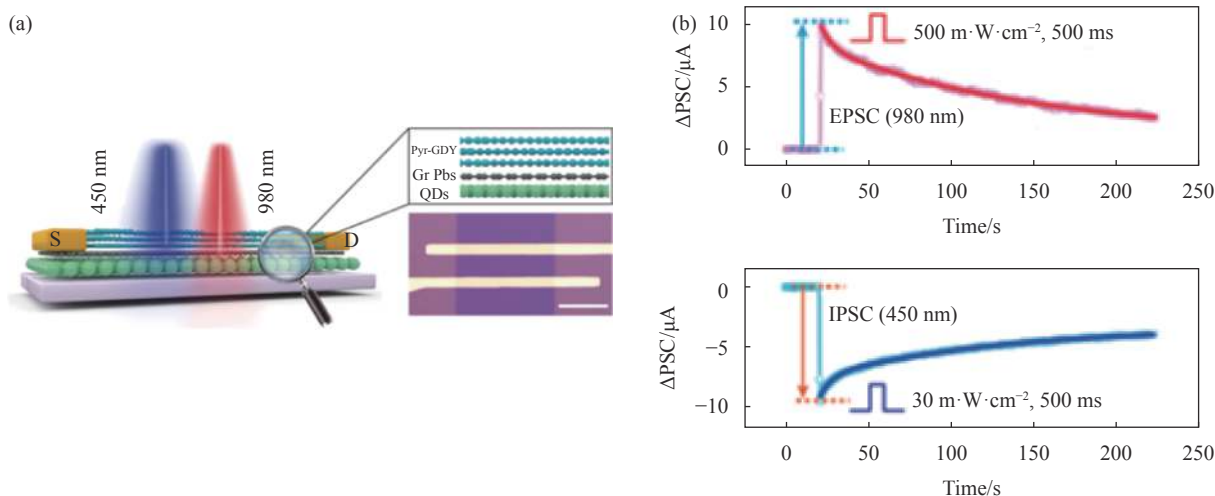 (a)
450 nm
980 nm
S
D
Pyr-GDY
Gr Pbs
QDs
(b)
10
5
0
ΔPSC/μA
500 m·W·cm⁻², 500 ms
EPSC (980 nm)
0 50 100 150 200 250
Time/s
0
−5
−10
ΔPSC/μA
IPSC (450 nm)
30 m·W·cm⁻², 500 ms
0 50 100 150 200 250
Time/s